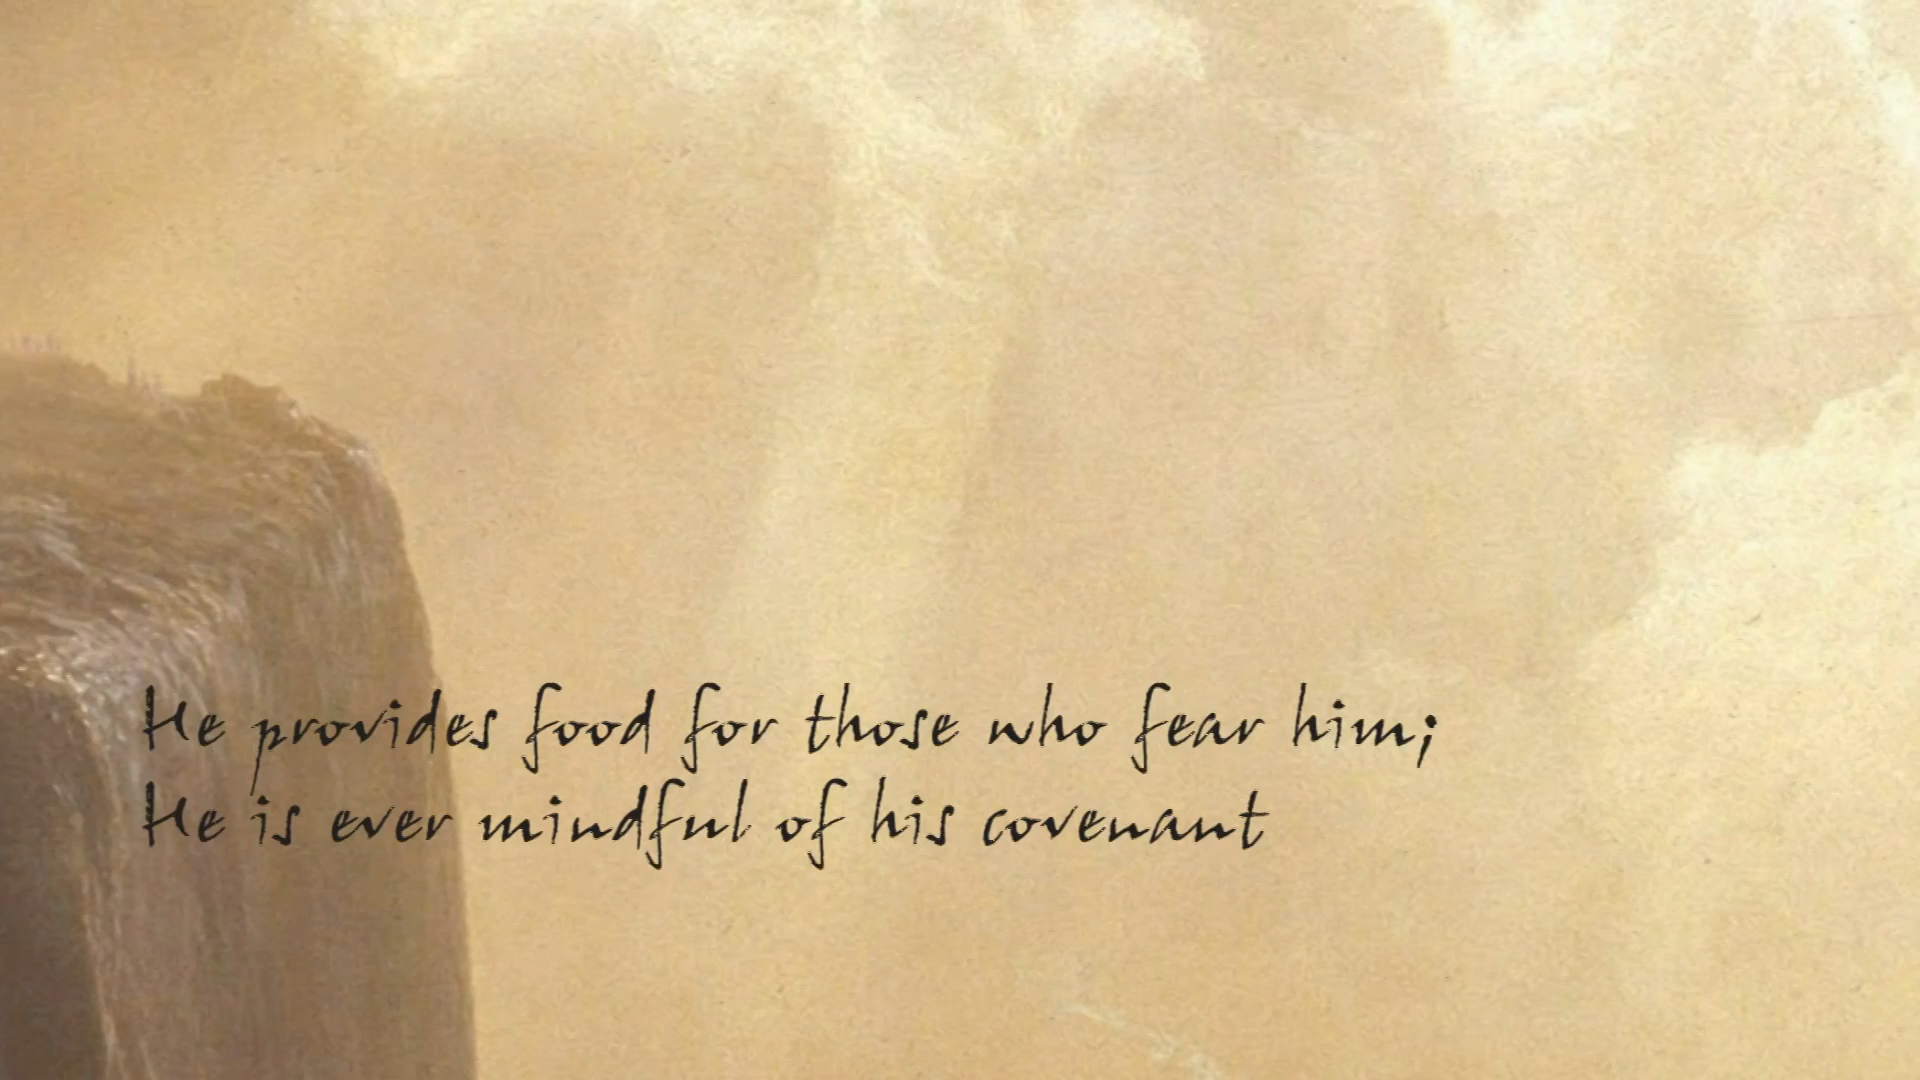 He provides food for those who fear him;
He is ever mindful of his covenant